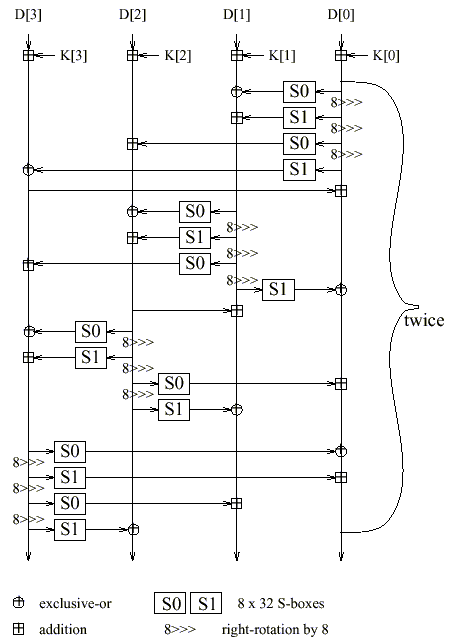 D[3] D[2] D[1] D[0]
K[3] K[2] K[1] K[0]
S0
8>>>
S1
8>>>
S0
8>>>
S1
S0
8>>>
S1
8>>>
S0
8>>>
S1
twice
S0
8>>>
S1
8>>>
S0
8>>>
S1
S0
8>>>
S1
8>>>
S0
8>>>
S1
exclusive-or S0 S1 8 x 32 S-boxes
addition 8>>> right-rotation by 8